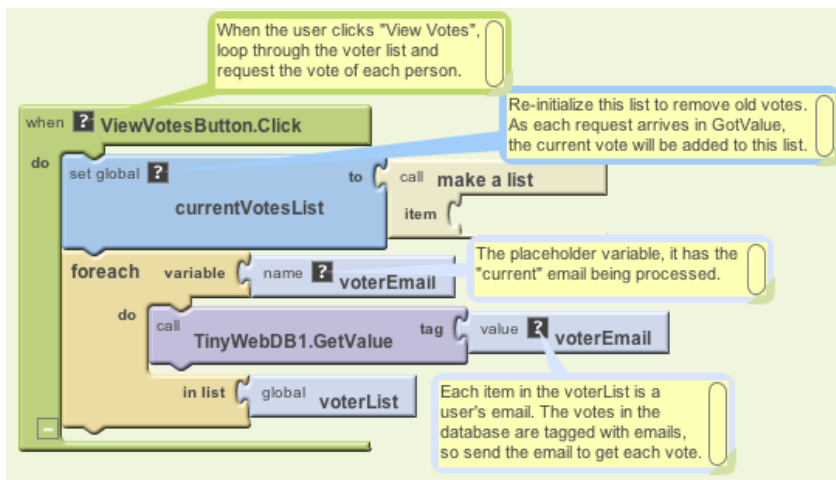 When the user clicks "View Votes",
loop through the voter list and
request the vote of each person.
Re-initialize this list to remove old votes.
As each request arrives in GotValue,
the current vote will be added to this list.
when ? ViewVotesButton.Click
do
set global ?
to
call make a list
currentVotesList
item
The placeholder variable, it has the
"current" email being processed.
foreach variable name ? voterEmail
do
call
TinyWebDB1.GetValue
tag
value ? voterEmail
in list global voterList
Each item in the voterList is a
user's email. The votes in the
database are tagged with emails,
so send the email to get each vote.